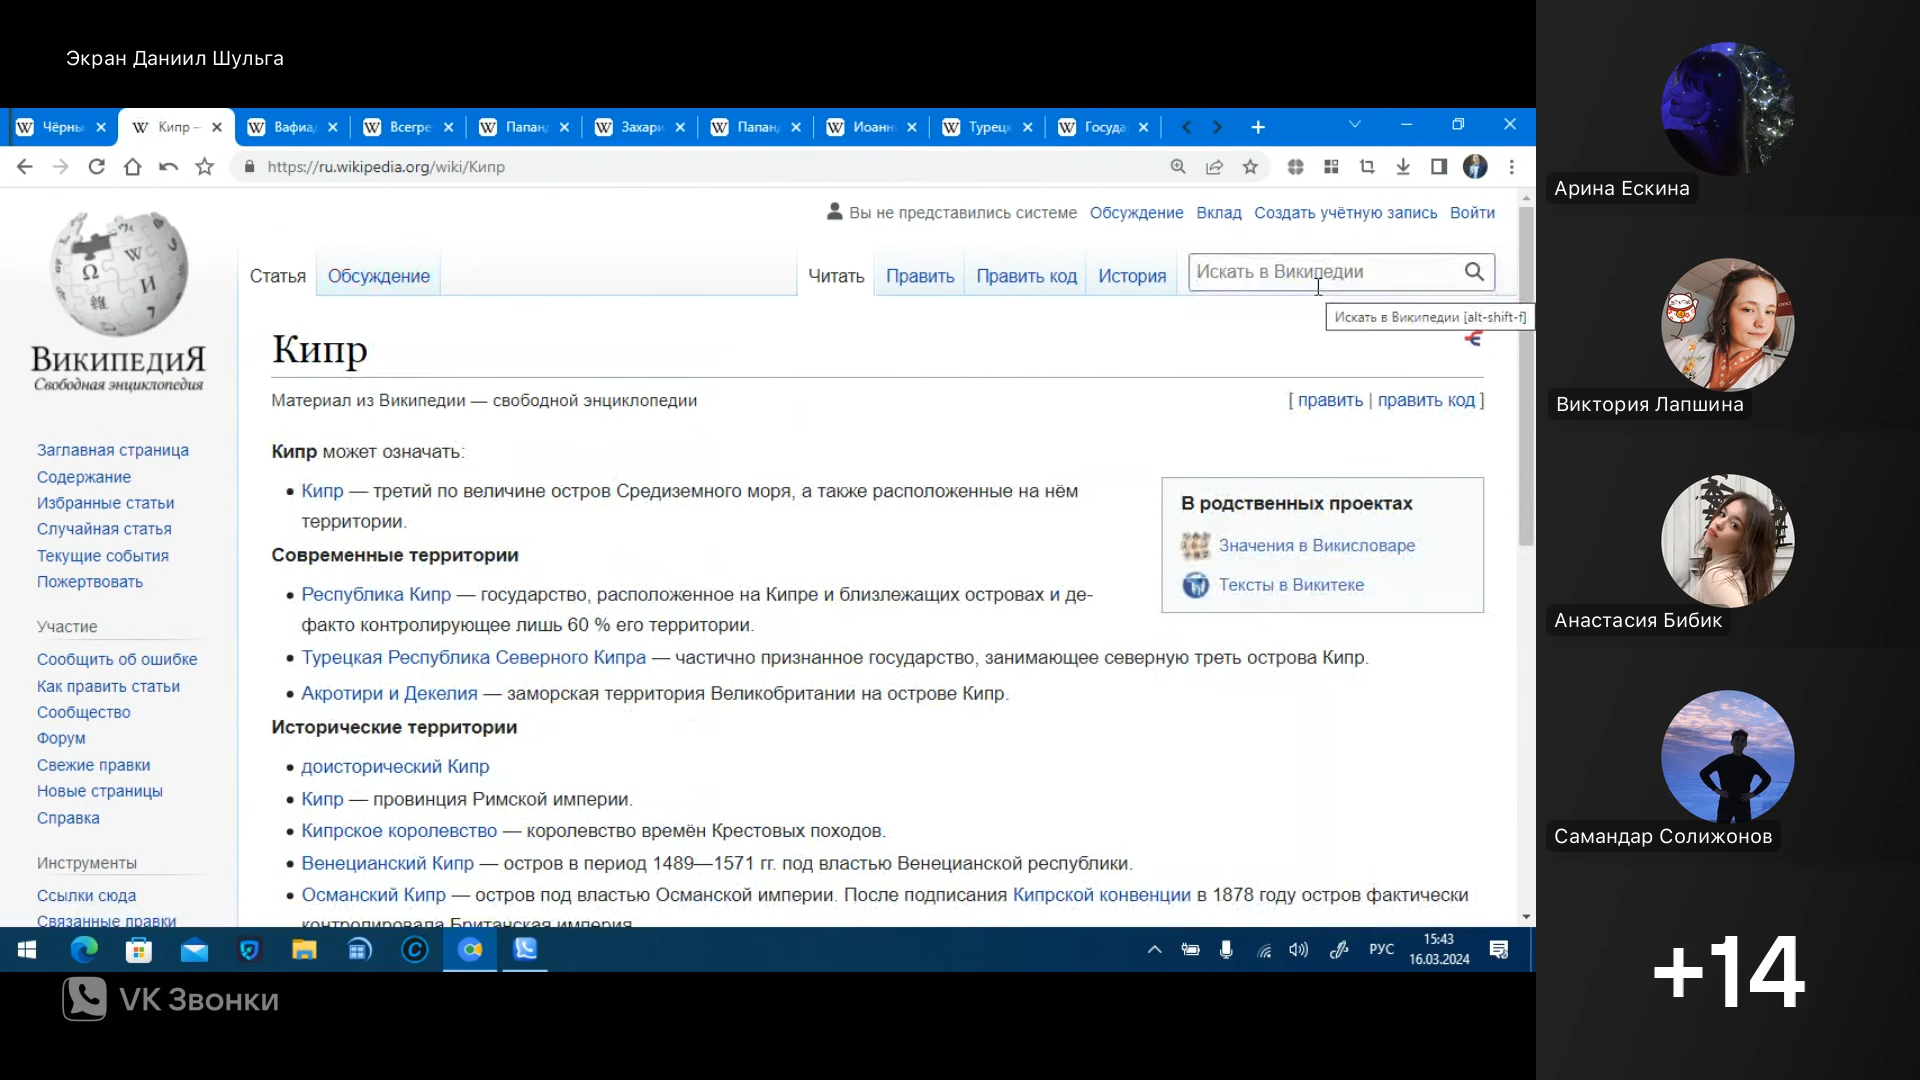 Экран Даниил Шульга
Кипр –
https://ru.wikipedia.org/wiki/Кипр
Вы не представились системе Обсуждение Вклад Создать учётную запись Войти
Статья Обсуждение Читать Править Править код История Искать в Википедии
Искать в Википедии [alt-shift-f]
ВикипедиЯ
Свободная энциклопедия
Кипр
Материал из Википедии — свободной энциклопедии [ править | править код ]
Кипр может означать:
• Кипр — третий по величине остров Средиземного моря, а также расположенные на нём
территории.
Современные территории
• Республика Кипр — государство, расположенное на Кипре и близлежащих островах и де-
факто контролирующее лишь 60 % его территории.
• Турецкая Республика Северного Кипра — частично признанное государство, занимающее северную треть острова Кипр.
• Акротири и Декелия — заморская территория Великобритании на острове Кипр.
Исторические территории
• доисторический Кипр
• Кипр — провинция Римской империи.
• Кипрское королевство — королевство времён Крестовых походов.
• Венецианский Кипр — остров в период 1489—1571 гг. под властью Венецианской республики.
• Османский Кипр — остров под властью Османской империи. После подписания Кипрской конвенции в 1878 году остров фактически
контролировала Британская империя
В родственных проектах
Значения в Викисловаре
Тексты в Викитеке
Заглавная страница
Содержание
Избранные статьи
Случайная статья
Текущие события
Пожертвовать
Участие
Сообщить об ошибке
Как править статьи
Сообщество
Форум
Свежие правки
Новые страницы
Справка
Инструменты
Ссылки сюда
Связанные правки
РУС
15:43
16.03.2024
VK Звонки
Арина Ескина
Виктория Лапшина
Анастасия Бибик
Самандар Солижонов
+14